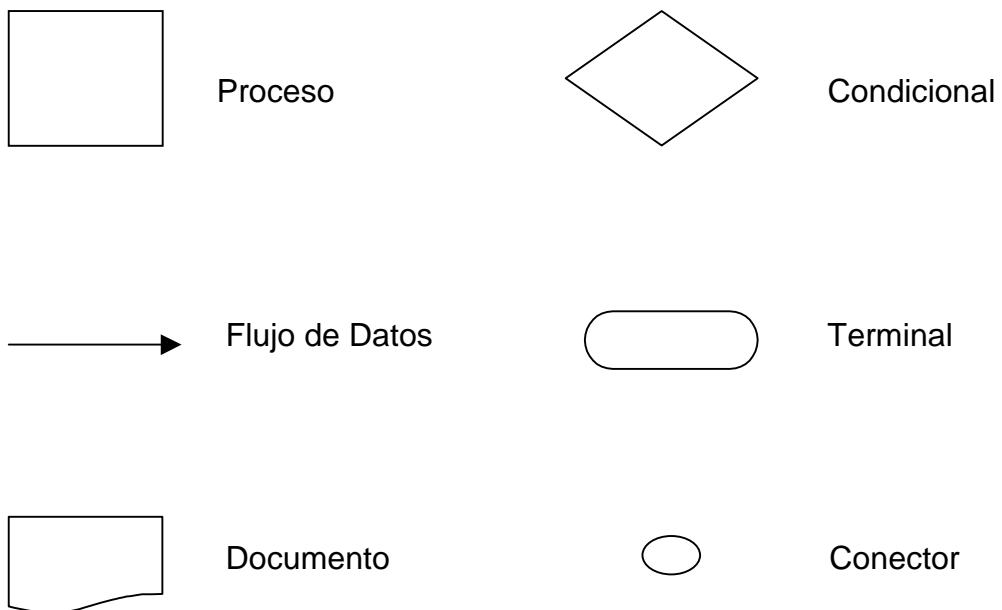 Proceso
Condicional
Flujo de Datos
Terminal
Documento
Conector